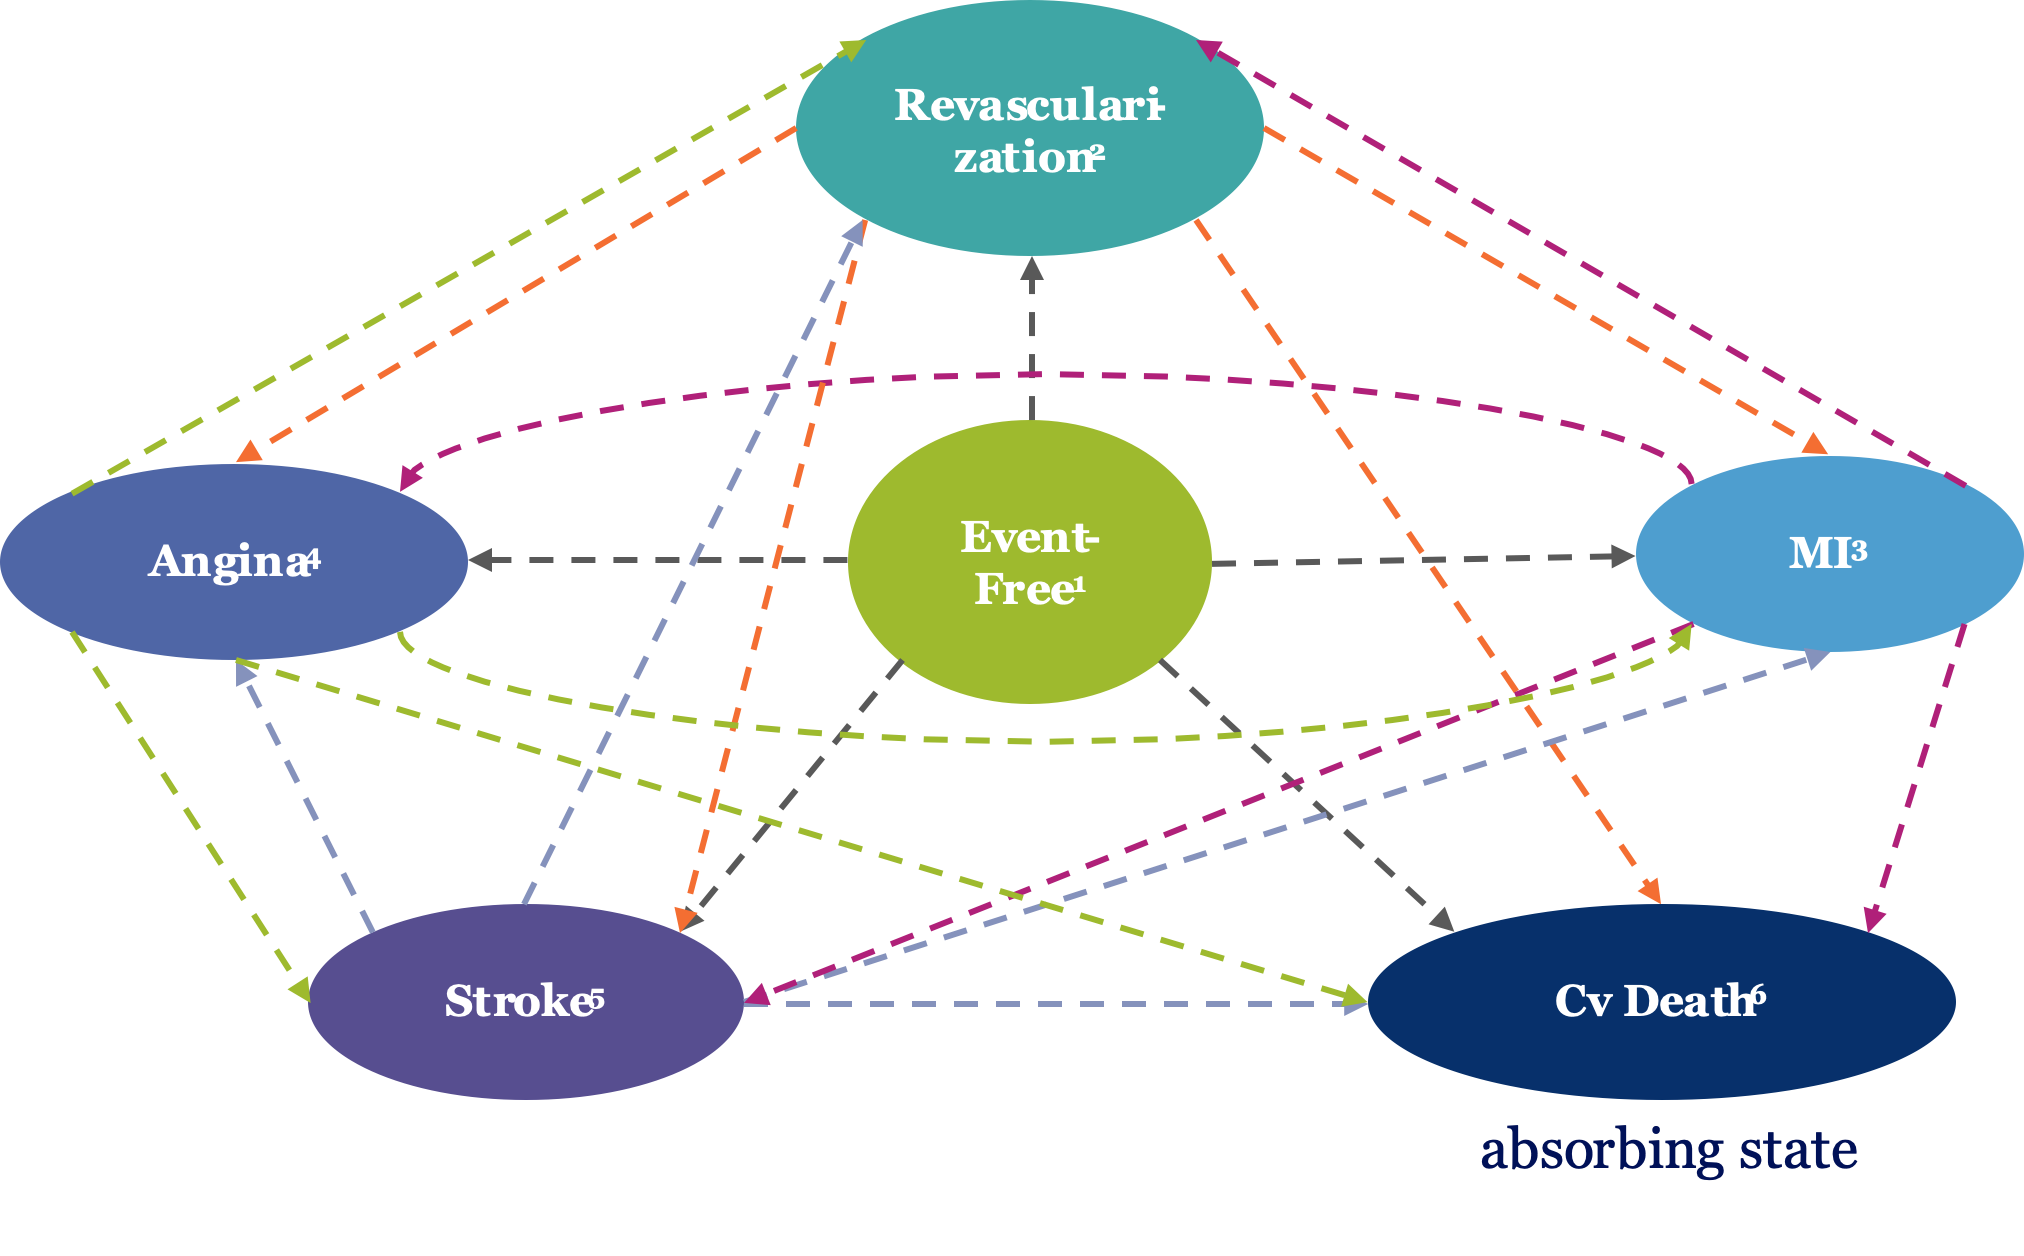 Revasculari-
zation²
Angina⁴
Event-
Free¹
MI³
Stroke⁵
Cv Death⁶
absorbing state